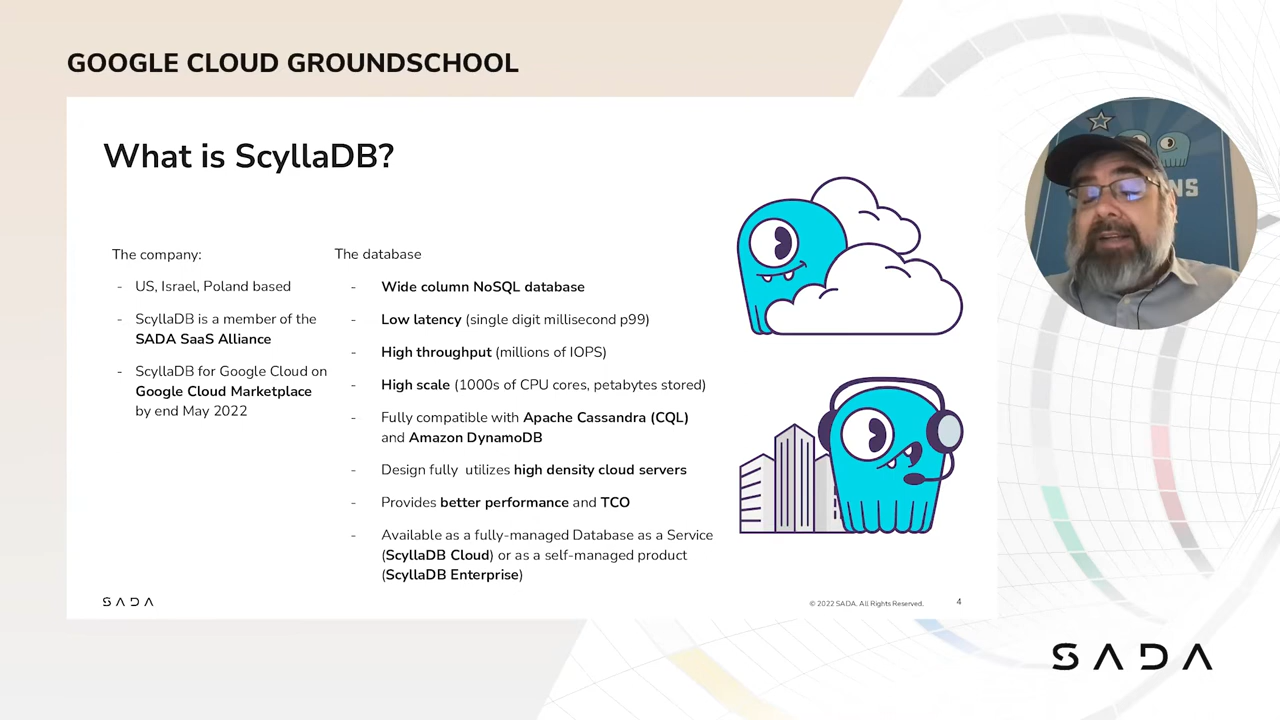 GOOGLE CLOUD GROUNDSCHOOL
What is ScyllaDB?
The company:
- US, Israel, Poland based
- ScyllaDB is a member of the
SADA SaaS Alliance
- ScyllaDB for Google Cloud on
Google Cloud Marketplace
by end May 2022
The database
- Wide column NoSQL database
- Low latency (single digit millisecond p99)
- High throughput (millions of IOPS)
- High scale (1000s of CPU cores, petabytes stored)
- Fully compatible with Apache Cassandra (CQL)
and Amazon DynamoDB
- Design fully utilizes high density cloud servers
- Provides better performance and TCO
- Available as a fully-managed Database as a Service
(ScyllaDB Cloud) or as a self-managed product
(ScyllaDB Enterprise)
SADA
© 2022 SADA. All Rights Reserved.
4
SADA